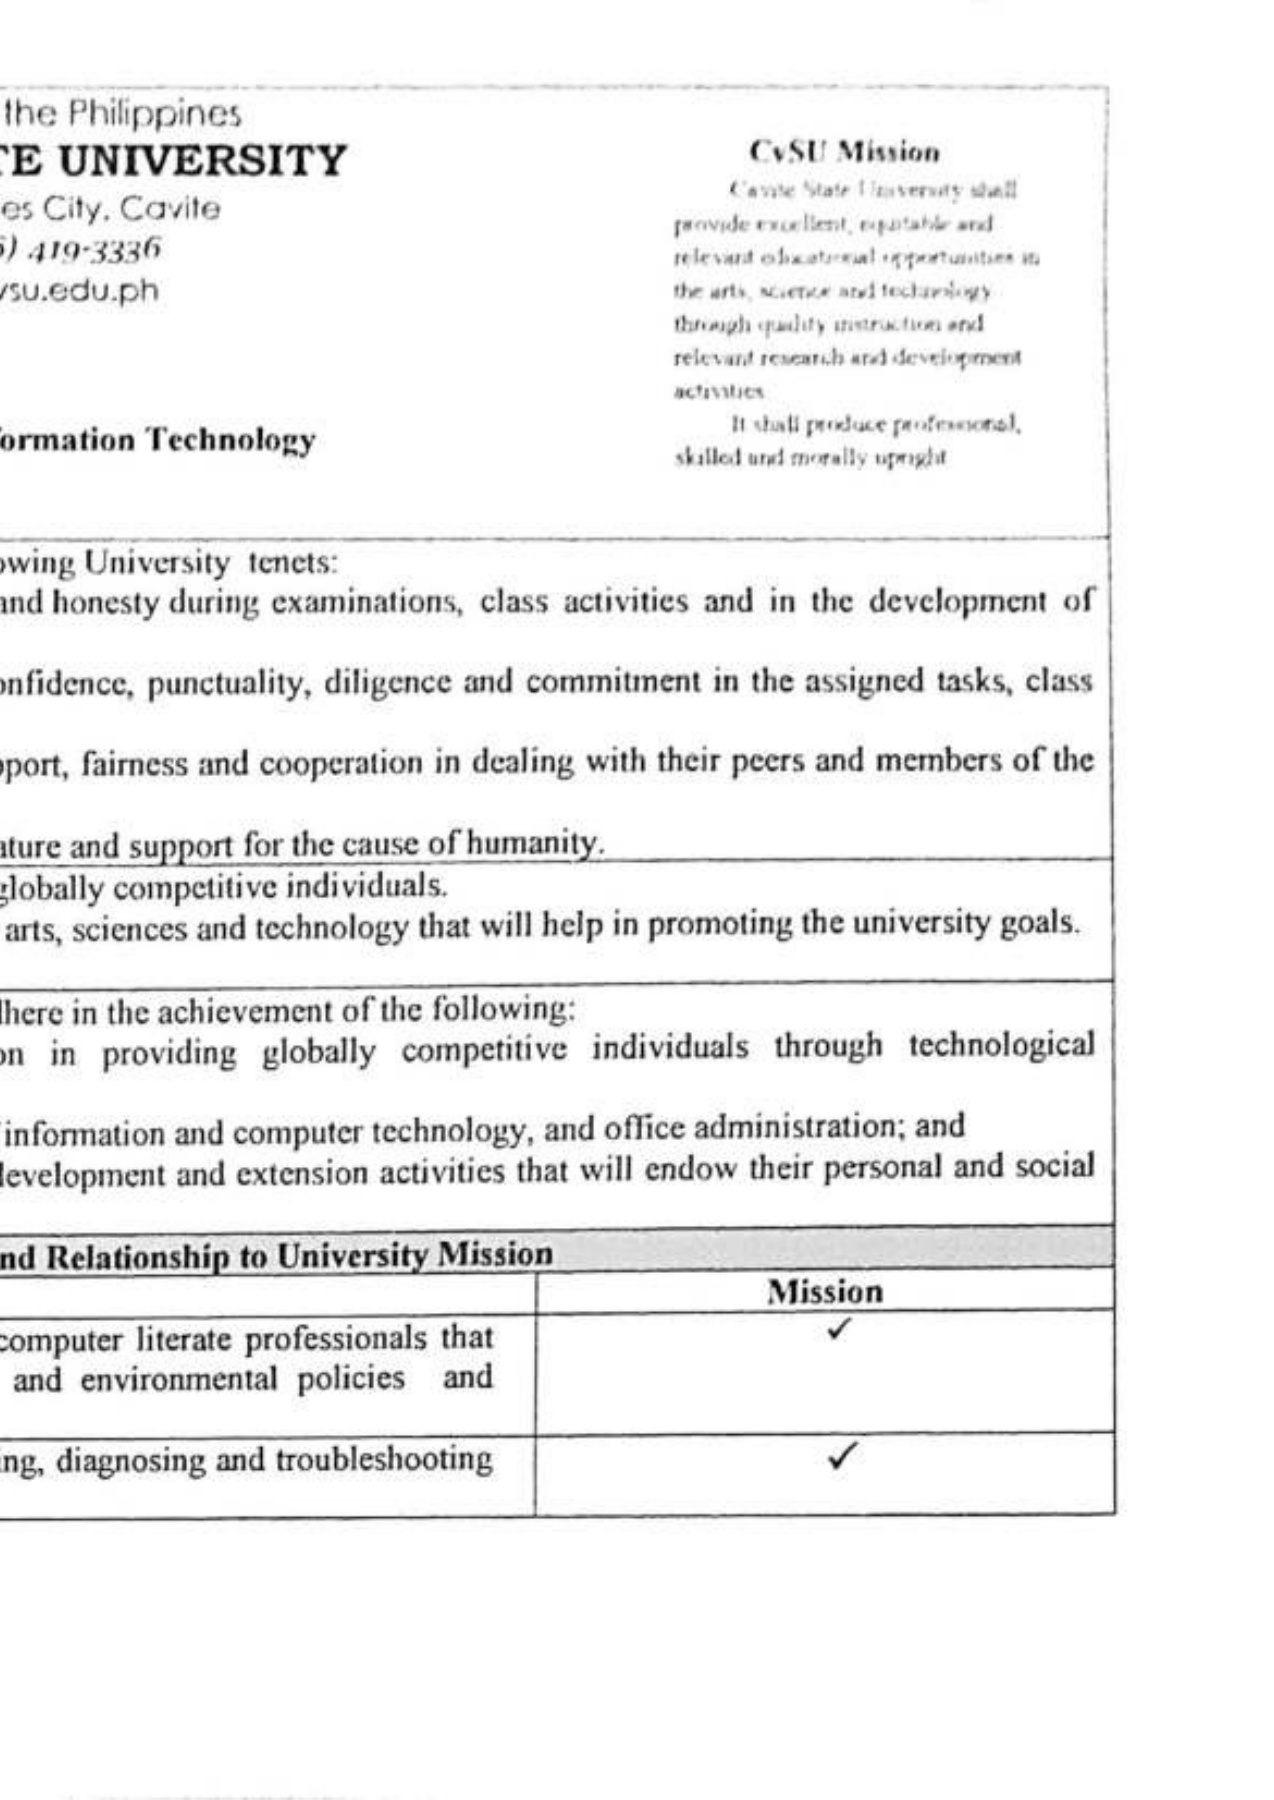 the Philippines
TE UNIVERSITY
es City, Cavite
6) 419-3336
vsu.edu.ph
formation Technology
CvSU Mission
Cavite State University shall
provide excellent, equitable and
relevant educational opportunities in
the arts, science and technology
through quality instruction and
relevant research and development
activities
It shall produce professional,
skilled and morally upright
owing University tenets:
and honesty during examinations, class activities and in the development of
onfidence, punctuality, diligence and commitment in the assigned tasks, class
pport, fairness and cooperation in dealing with their peers and members of the
ature and support for the cause of humanity.
globally competitive individuals.
arts, sciences and technology that will help in promoting the university goals.
dhere in the achievement of the following:
on in providing globally competitive individuals through technological
information and computer technology, and office administration; and
development and extension activities that will endow their personal and social
nd Relationship to University Mission
Mission
computer literate professionals that ✓
and environmental policies and
ing, diagnosing and troubleshooting ✓